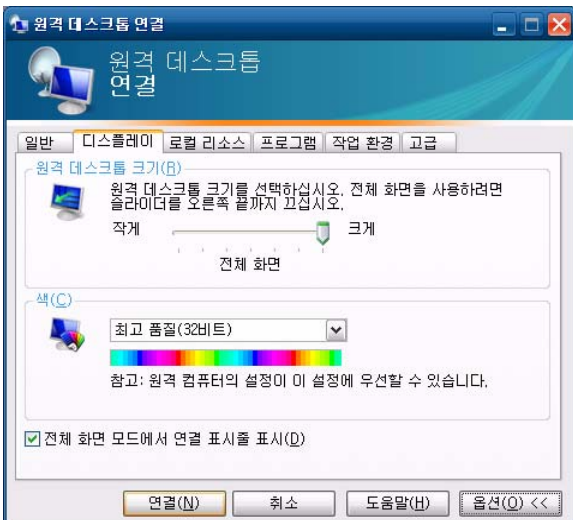 원격 데스크톱 연결
원격 데스크톱
연결
일반 디스플레이 로컬 리소스 프로그램 작업 환경 고급
원격 데스크톱 크기(R)
원격 데스크톱 크기를 선택하십시오. 전체 화면을 사용하려면
슬라이더를 오른쪽 끝까지 끄십시오.
작게 크게
전체 화면
색(C)
최고 품질(32비트)
참고: 원격 컴퓨터의 설정이 이 설정에 우선할 수 있습니다.
전체 화면 모드에서 연결 표시줄 표시(D)
연결(N) 취소 도움말(H) 옵션(O) <<